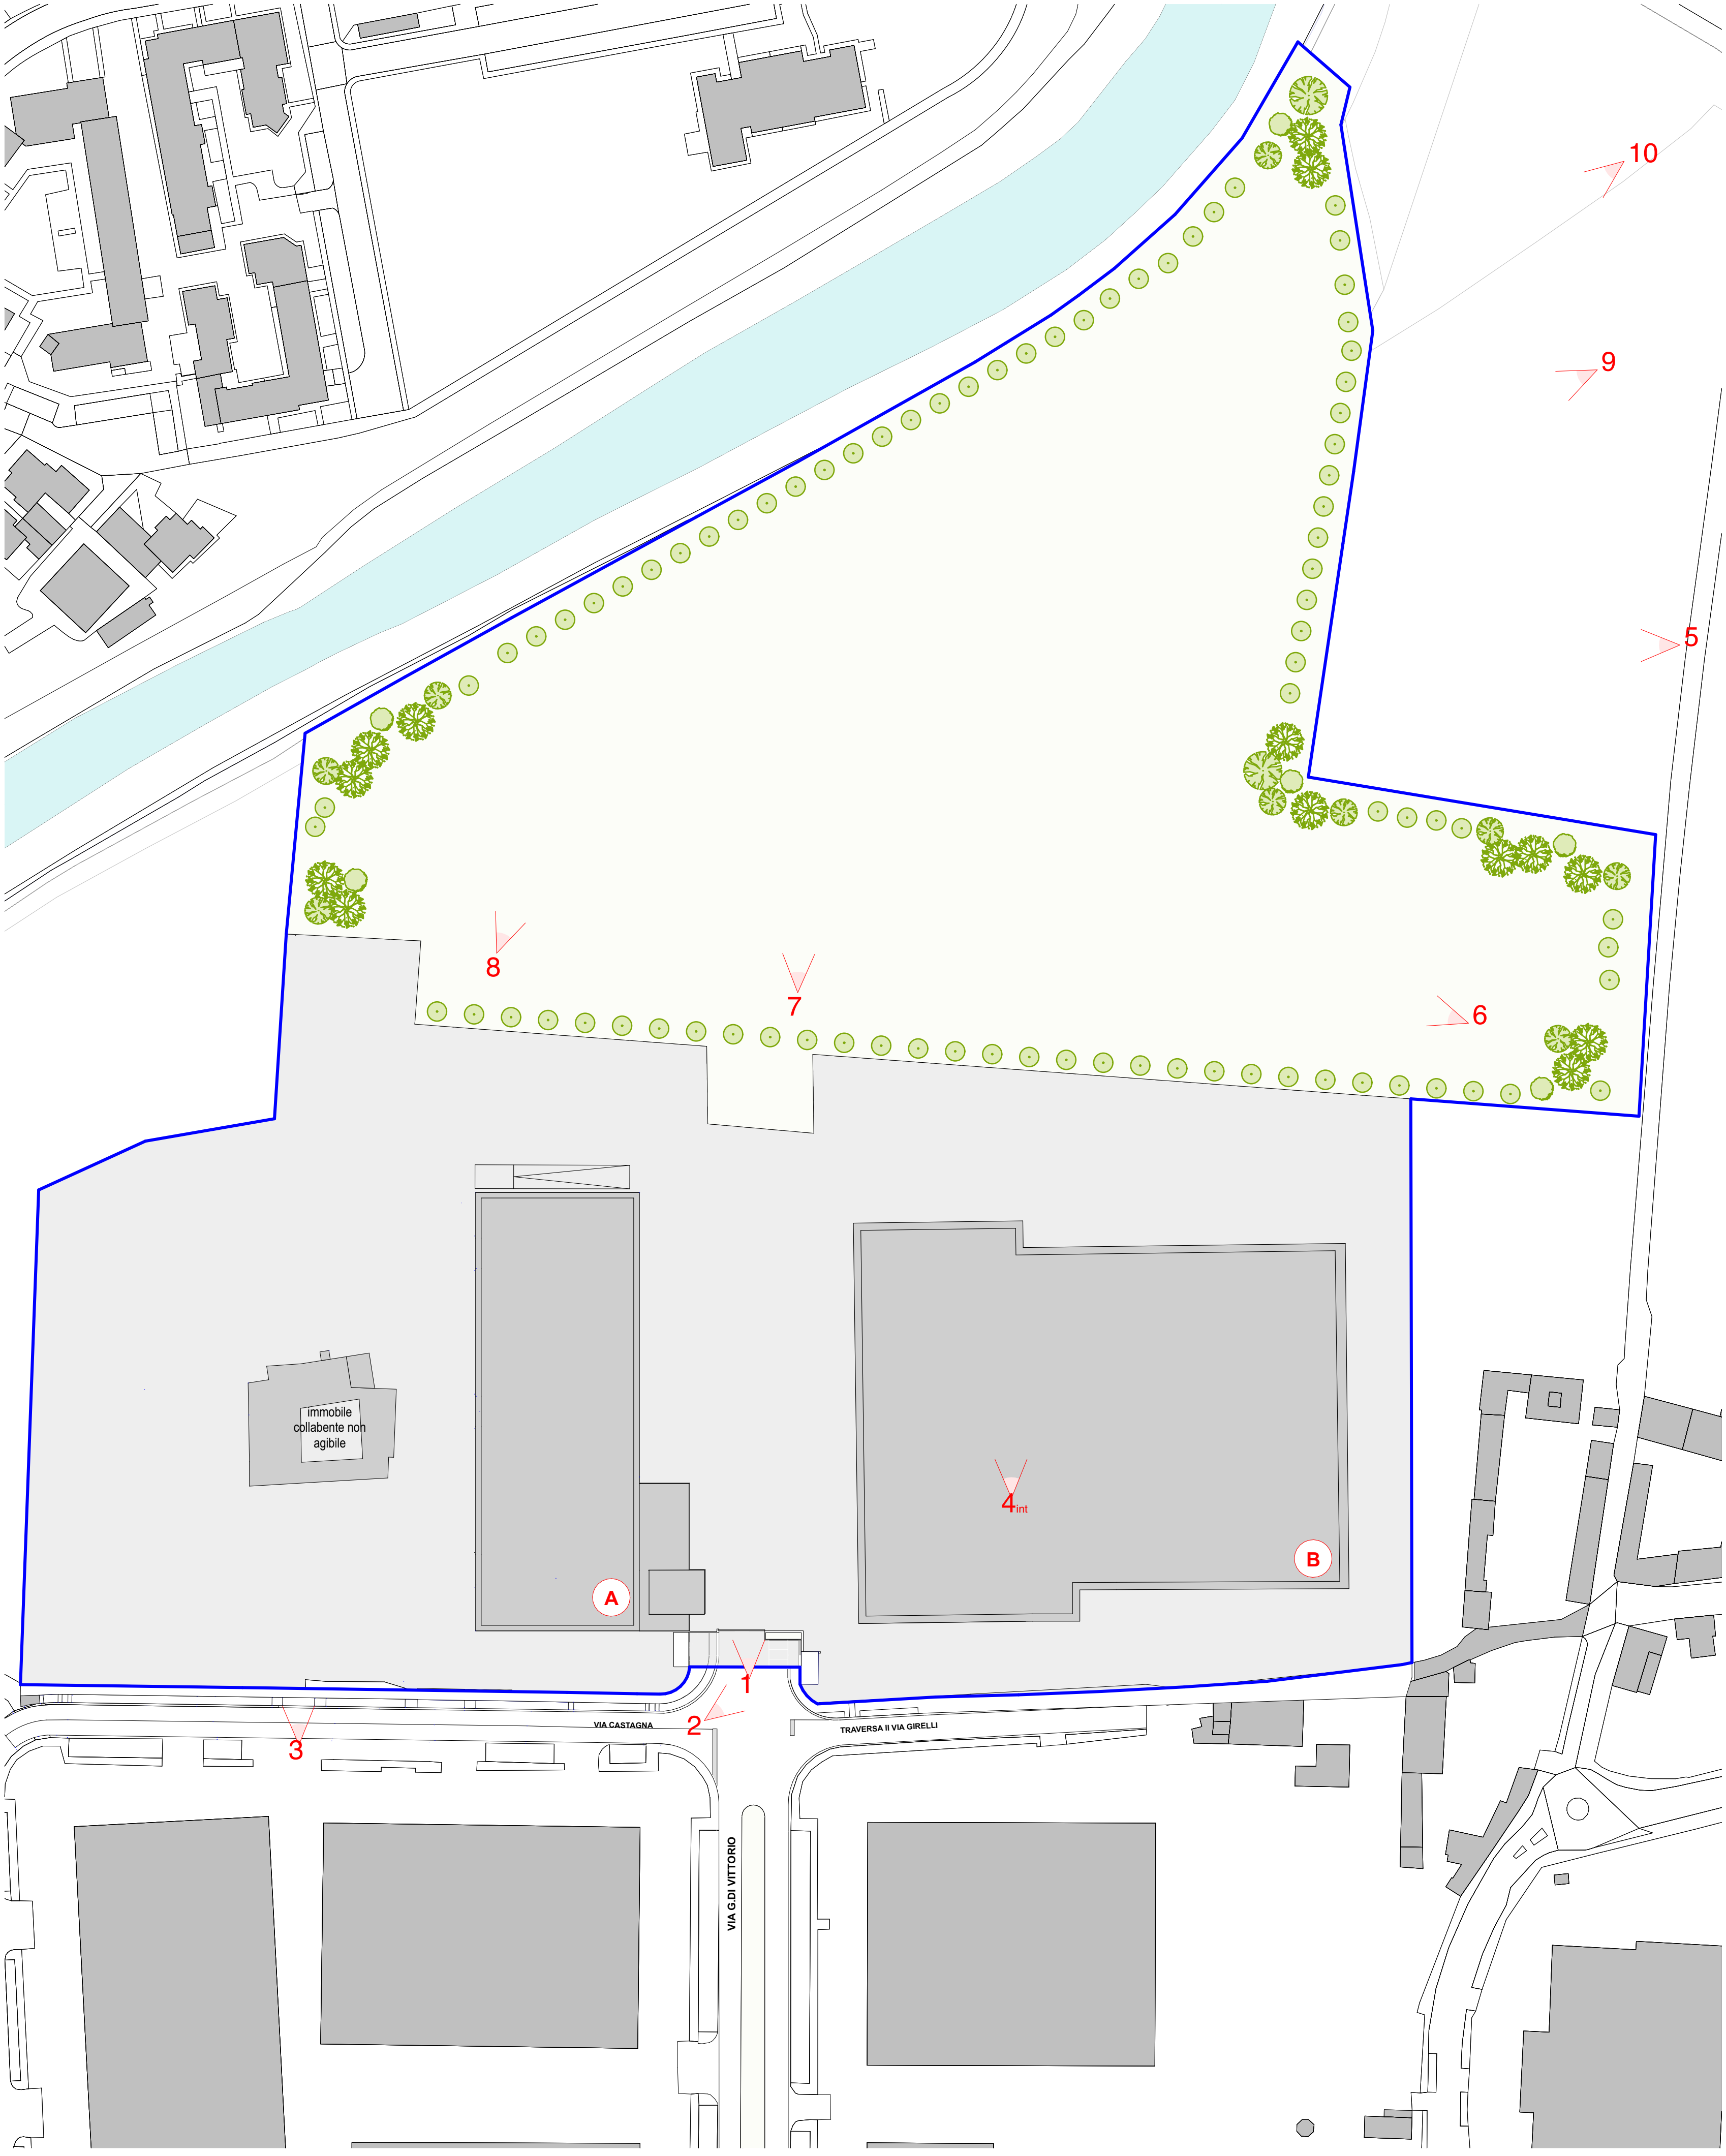 10
9
5
8
7
6
immobile
collabente non
agibile
4int
B
A
1
2
3
VIA CASTAGNA
TRAVERSA II VIA GIRELLI
VIA G.DI VITTORIO